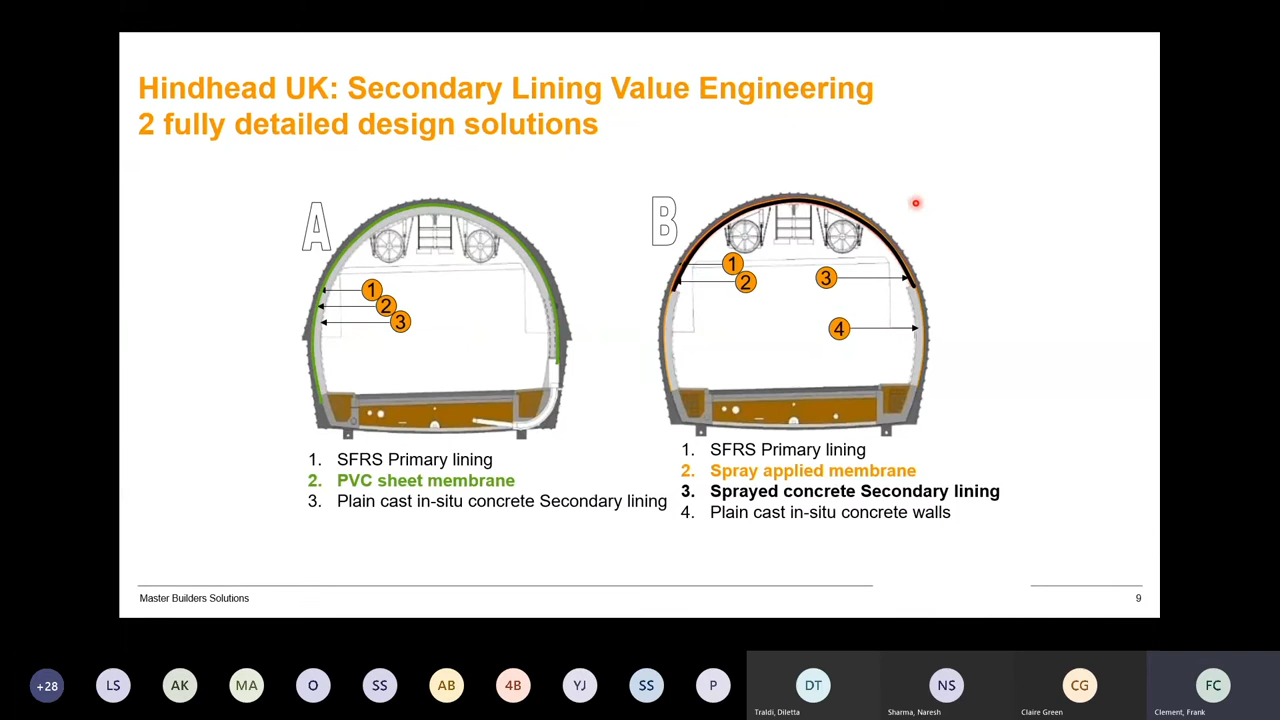 Hindhead UK: Secondary Lining Value Engineering
2 fully detailed design solutions
A
B
1
2
3
1
2
3
4
1. SFRS Primary lining
2. PVC sheet membrane
3. Plain cast in-situ concrete Secondary lining
1. SFRS Primary lining
2. Spray applied membrane
3. Sprayed concrete Secondary lining
4. Plain cast in-situ concrete walls
Master Builders Solutions
9
+28
LS
AK
MA
O
SS
AB
4B
YJ
SS
P
DT
NS
CG
FC
Traldi, Diletta
Sharma, Naresh
Claire Green
Clement, Frank